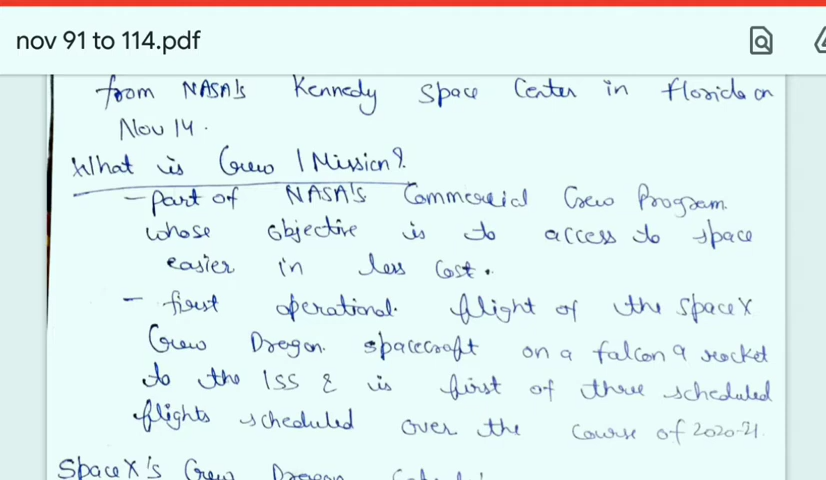 nov 91 to 114.pdf
from NASA's Kennedy Space Center in Florida on
Nov 14.
What is Crew 1 Mission?
- part of NASA's Commercial Crew Program
whose objective is to access to space
easier in less cost.
- first operational flight of the spaceX
Crew Dragon spacecraft on a falcon 9 rocket
to the ISS & is first of three scheduled
flights scheduled over the course of 2020-21.
SpaceX's Crew Dragon